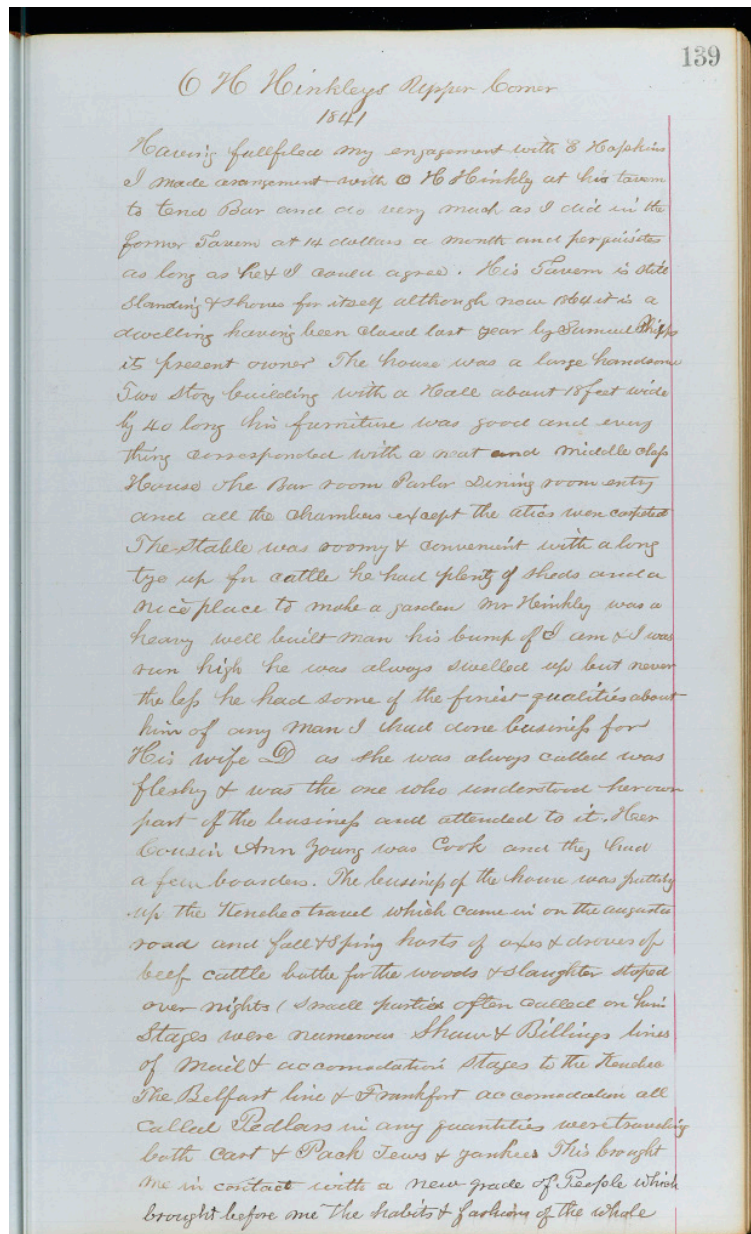 139
O H Hinkleys Upper Corner
1841
Having fullfiled my engagement with E Hopkins
I made arangement with O H Hinkly at his tavern
to tend Bar and do very much as I did in the
former Tavern at 14 dollars a month and perquisites
as long as he & I could agree. His Tavern is still
standing & shows for itself although now 1864 it is a
dwelling having been closed last year by Samuel Phipps
its present owner The house was a large handsome
Two Story building with a Hall about 18 feet wide
by 40 long his furniture was good and every
thing corresponded with a neat and middle class
House the Bar room Parlor Dining room entry
and all the Chambers except the atics were carpeted
The Stable was roomy & convenient with a long
tye up for cattle he had plenty of sheds and a
nice place to make a garden Mr Hinkley was a
heavy well built man his bump of I am & I was
run high he was always swelled up but never
the less he had some of the finest qualities about
him of any man I had done business for
His wife D as she was always called was
fleshy & was the one who understood her own
part of the business and attended to it. Heer
Cousin Ann Young was Cook and they had
a few boarders. The business of the house was putting
up the Kenebec travel which came in on the augusta
road and fall & Sping hosts of oxes & droves of
beef cattle bothe for the woods & slaughter stoped
over nights ( small parties often called on him
Stages were numerous Shaw & Billings lines
of Mail & accomodation stages to the Kenebec
The Belfast line & Frankfort accomodation all
called Pedlars in any quantities were traveling
both Cart & Pack Jews & yankees This brought
me in contact with a new grade of People which
brought before me the habits & fashions of the whole